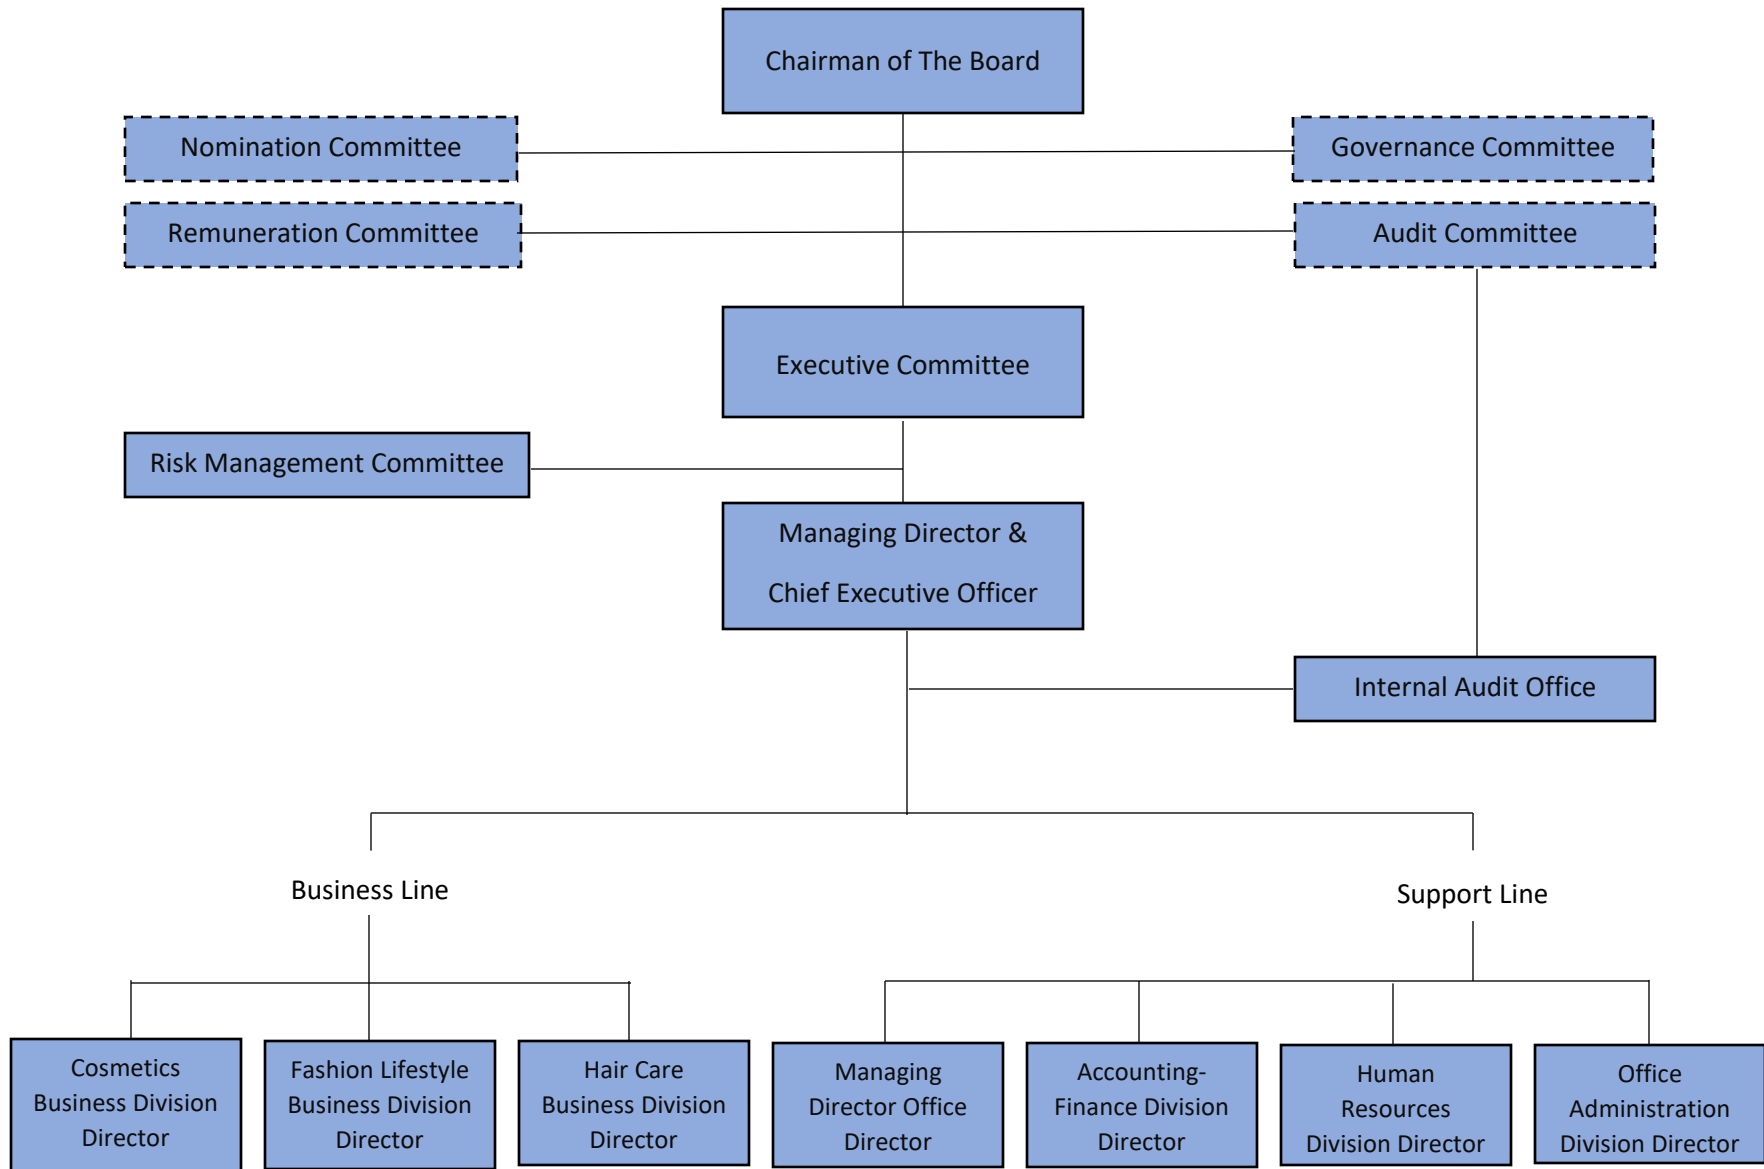 Chairman of The Board
Nomination Committee
Governance Committee
Remuneration Committee
Audit Committee
Executive Committee
Risk Management Committee
Managing Director &
Chief Executive Officer
Internal Audit Office
Business Line
Support Line
Cosmetics
Business Division
Director
Fashion Lifestyle
Business Division
Director
Hair Care
Business Division
Director
Managing
Director Office
Director
Accounting-
Finance Division
Director
Human
Resources
Division Director
Office
Administration
Division Director